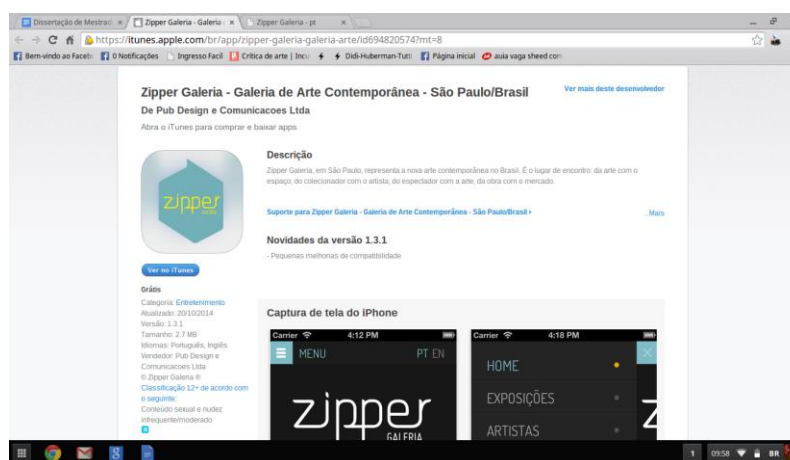 Dissertação de Mestrad
Zipper Galeria - Galeria
Zipper Galeria - pt
https://itunes.apple.com/br/app/zipper-galeria-galeria-arte/id694820574?mt=8
Bem-vindo ao Facebo
0 Notificações
Ingresso Facil
Crítica de arte | Inc
Didi-Huberman-Tutt
Página inicial
auia vaga sheed com
Zipper Galeria - Galeria de Arte Contemporânea - São Paulo/Brasil
Ver mais deste desenvolvedor
De Pub Design e Comunicacoes Ltda
Abra o iTunes para comprar e baixar apps
Descrição
Zipper Galeria, em São Paulo, representa a nova arte contemporânea no Brasil. É o lugar de encontro: da arte com o
espaço, do colecionador com o artista, do espectador com a arte, da obra com o mercado.
zipper
GALERIA
Suporte para Zipper Galeria - Galeria de Arte Contemporânea - São Paulo/Brasil
...Mais
Novidades da versão 1.3.1
- Pequenas melhorias de compatibilidade
Ver no iTunes
Grátis
Categoria: Entretenimento
Atualizado: 20/10/2014
Versão: 1.3.1
Tamanho: 2.7 MB
Idiomas: Português, Inglês
Vendedor: Pub Design e
Comunicacoes Ltda
© Zipper Galeria ®
Classificação 12+ de acordo com
o seguinte:
Conteúdo sexual e nudez
infrequente/moderado
Captura de tela do iPhone
Carrier
4:12 PM
MENU
PT EN
zipper
GALERIA
Carrier
4:18 PM
HOME
EXPOSIÇÕES
ARTISTAS
1
09:58
BR